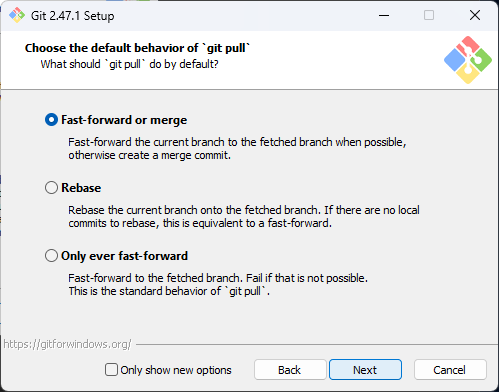 Git 2.47.1 Setup
Choose the default behavior of `git pull`
What should `git pull` do by default?
Fast-forward or merge
Fast-forward the current branch to the fetched branch when possible,
otherwise create a merge commit.
Rebase
Rebase the current branch onto the fetched branch. If there are no local
commits to rebase, this is equivalent to a fast-forward.
Only ever fast-forward
Fast-forward to the fetched branch. Fail if that is not possible.
This is the standard behavior of `git pull`.
https://gitforwindows.org/
Only show new options
Back
Next
Cancel